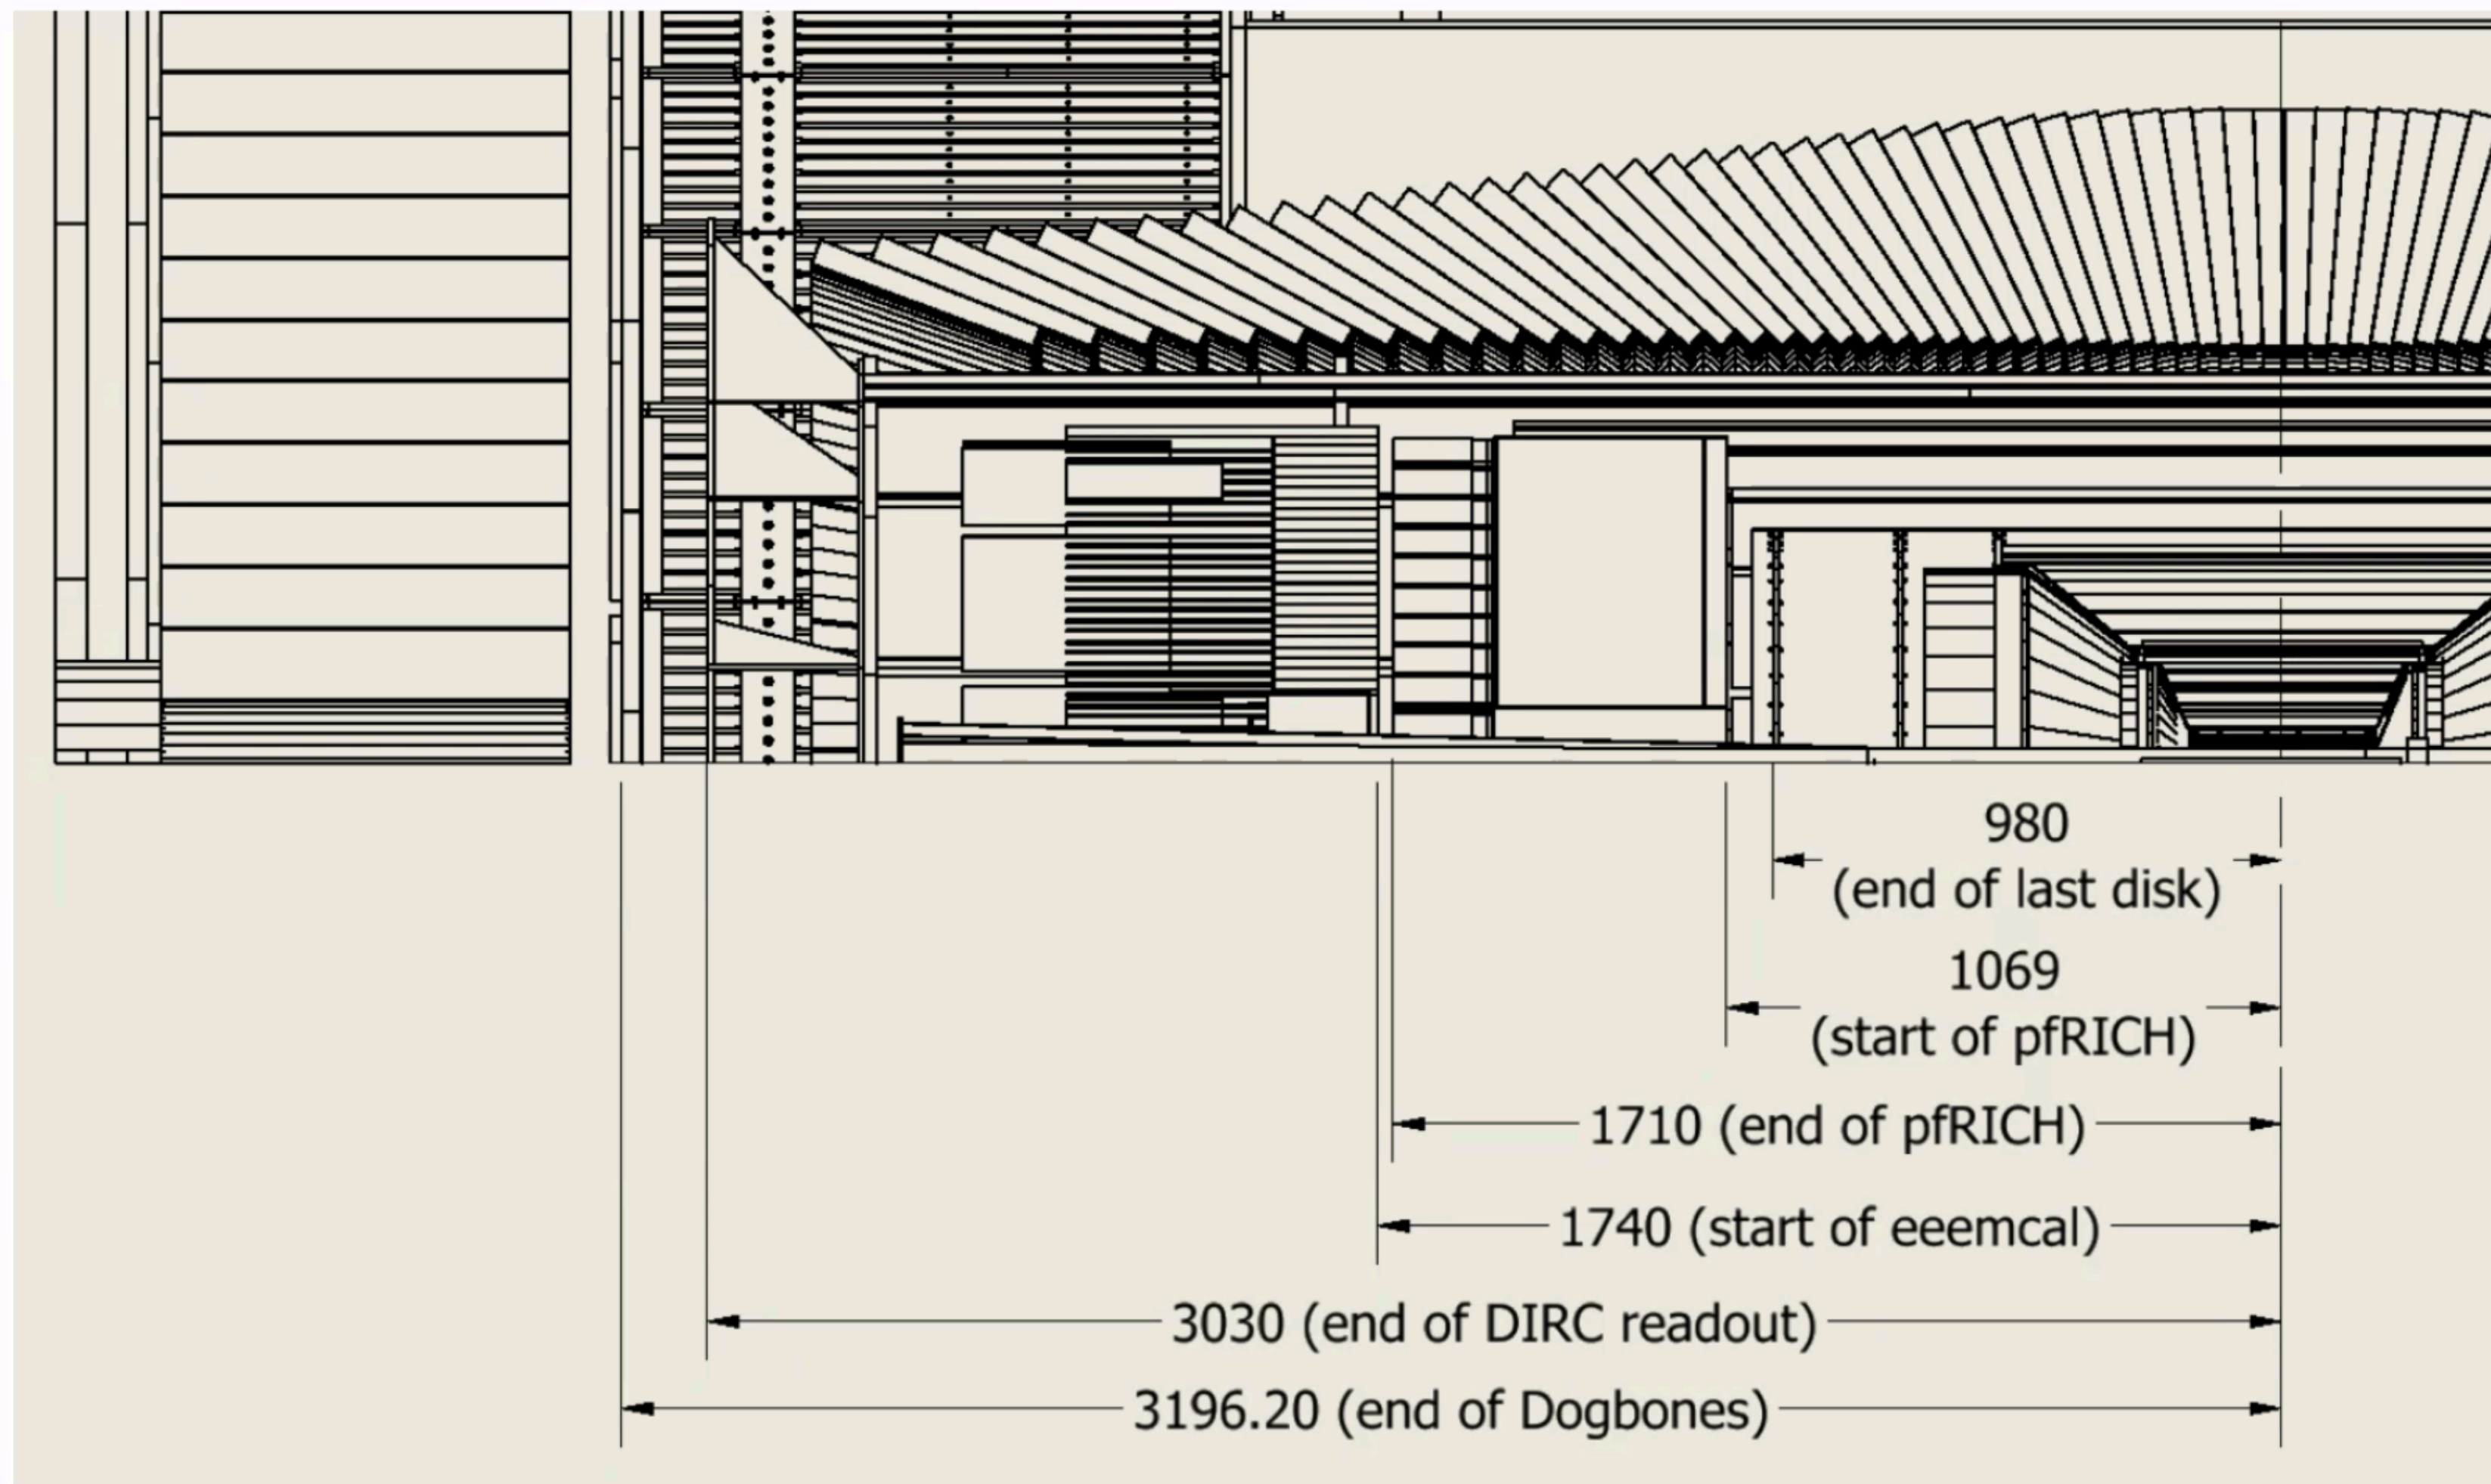 980
(end of last disk)
1069
(start of pfRICH)
1710 (end of pfRICH)
1740 (start of eeemcal)
3030 (end of DIRC readout)
3196.20 (end of Dogbones)